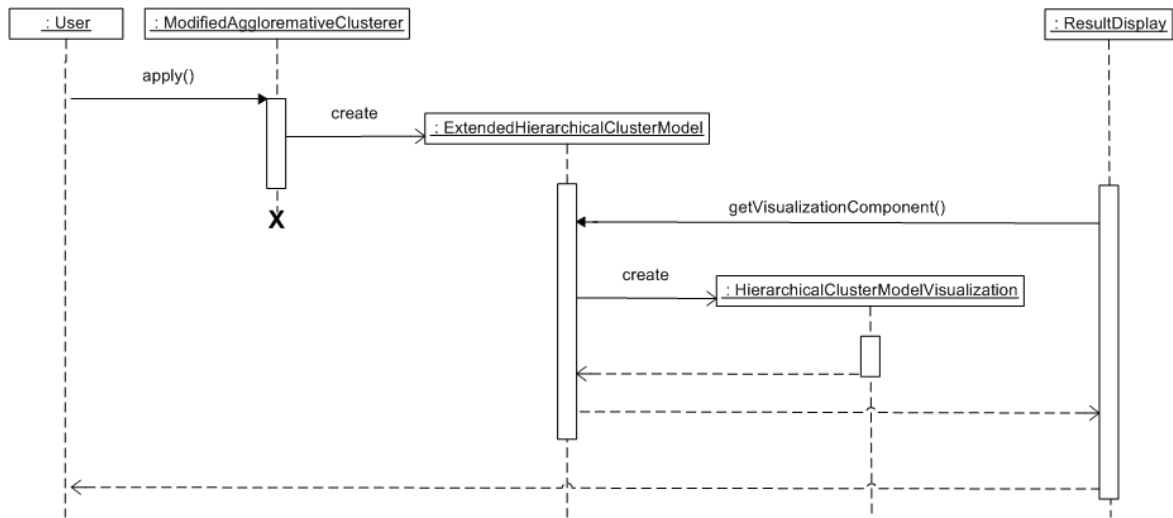 : User
: ModifiedAggloremativeClusterer
: ResultDisplay
apply()
create
: ExtendedHierarchicalClusterModel
getVisualizationComponent()
create
: HierarchicalClusterModelVisualization
X